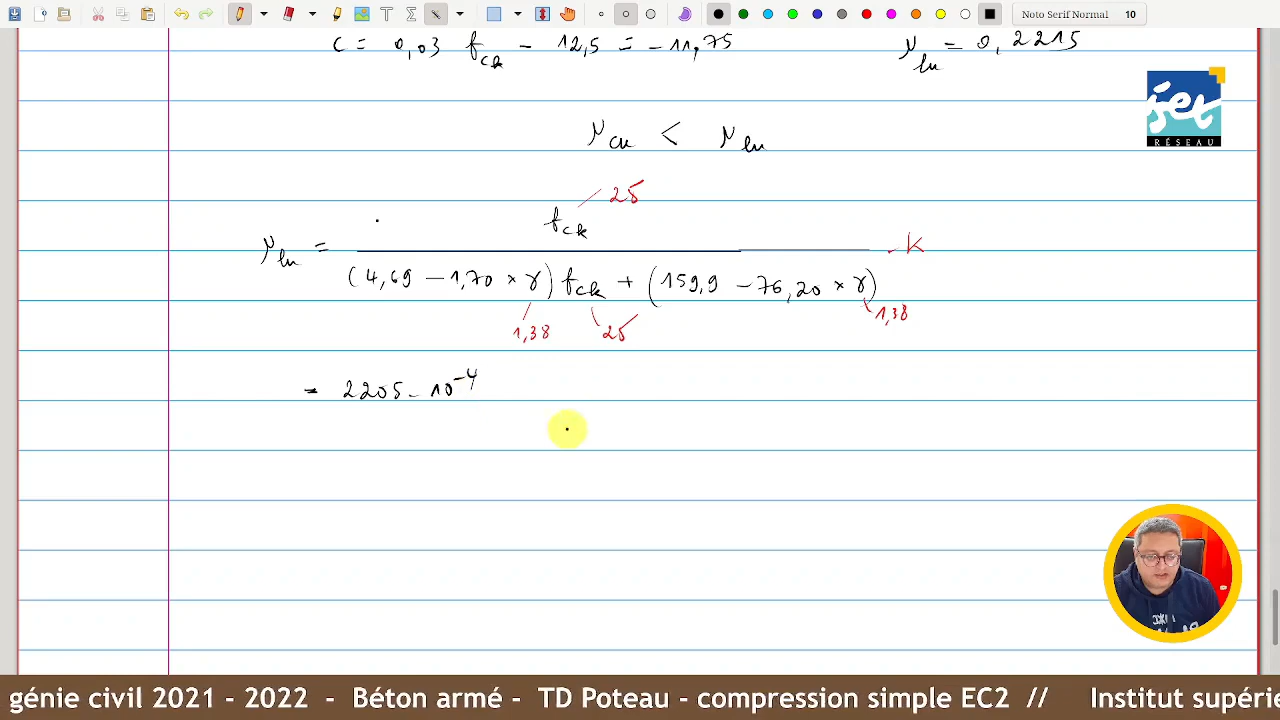 Noto Serif Normal 10
C = 0,03 fck - 12,5 = -11,75
μlu = 0,2215
jset
RÉSEAU
μcu < μlu
25
fck
μlu = ———
- K
(4,69 - 1,70 × γ) fck + (159,9 - 76,20 × γ)
1,38 25 1,38
= 2205 - 10^-4
génie civil 2021 - 2022 - Béton armé - TD Poteau - compression simple EC2 // Institut supérie